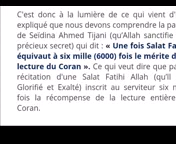 C'est donc à la lumière de ce qui vient d'
expliqué que nous devons comprendre la pa
de Seïdina Ahmed Tijani (qu'Allah sanctifie
précieux secret) qui dit : « Une fois Salat Fa
équivaut à six mille (6000) fois le mérite d
lecture du Coran ». Ce qui veut dire que pa
récitation d'une Salat Fatihi Allah (qu'Il
Glorifié et Exalté) inscrit au serviteur six m
fois la récompense de la lecture entière
Coran.